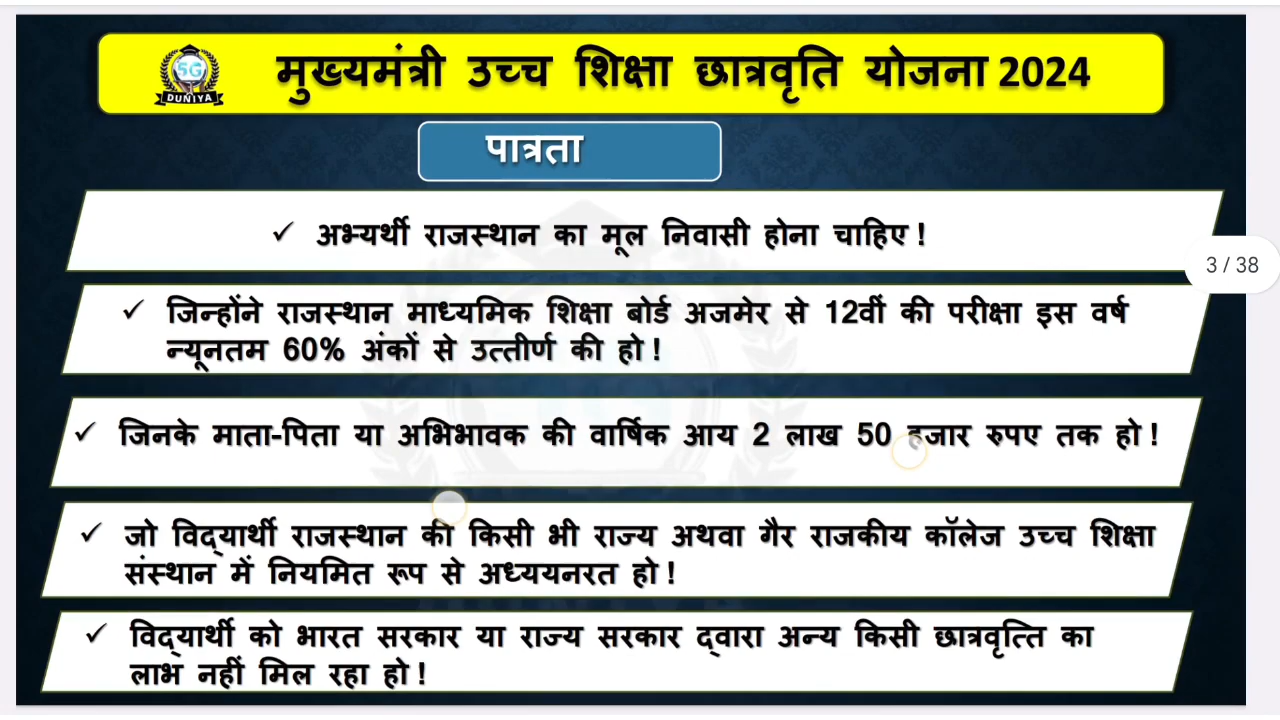 5G
DUNIYA
मुख्यमंत्री उच्च शिक्षा छात्रवृति योजना 2024
पात्रता
✓ अभ्यर्थी राजस्थान का मूल निवासी होना चाहिए !
3 / 38
✓ जिन्होंने राजस्थान माध्यमिक शिक्षा बोर्ड अजमेर से 12वीं की परीक्षा इस वर्ष
न्यूनतम 60% अंकों से उत्तीर्ण की हो !
✓ जिनके माता-पिता या अभिभावक की वार्षिक आय 2 लाख 50 हजार रुपए तक हो !
✓ जो विद्यार्थी राजस्थान की किसी भी राज्य अथवा गैर राजकीय कॉलेज उच्च शिक्षा
संस्थान में नियमित रूप से अध्ययनरत हो !
✓ विद्यार्थी को भारत सरकार या राज्य सरकार द्वारा अन्य किसी छात्रवृत्ति का
लाभ नहीं मिल रहा हो !